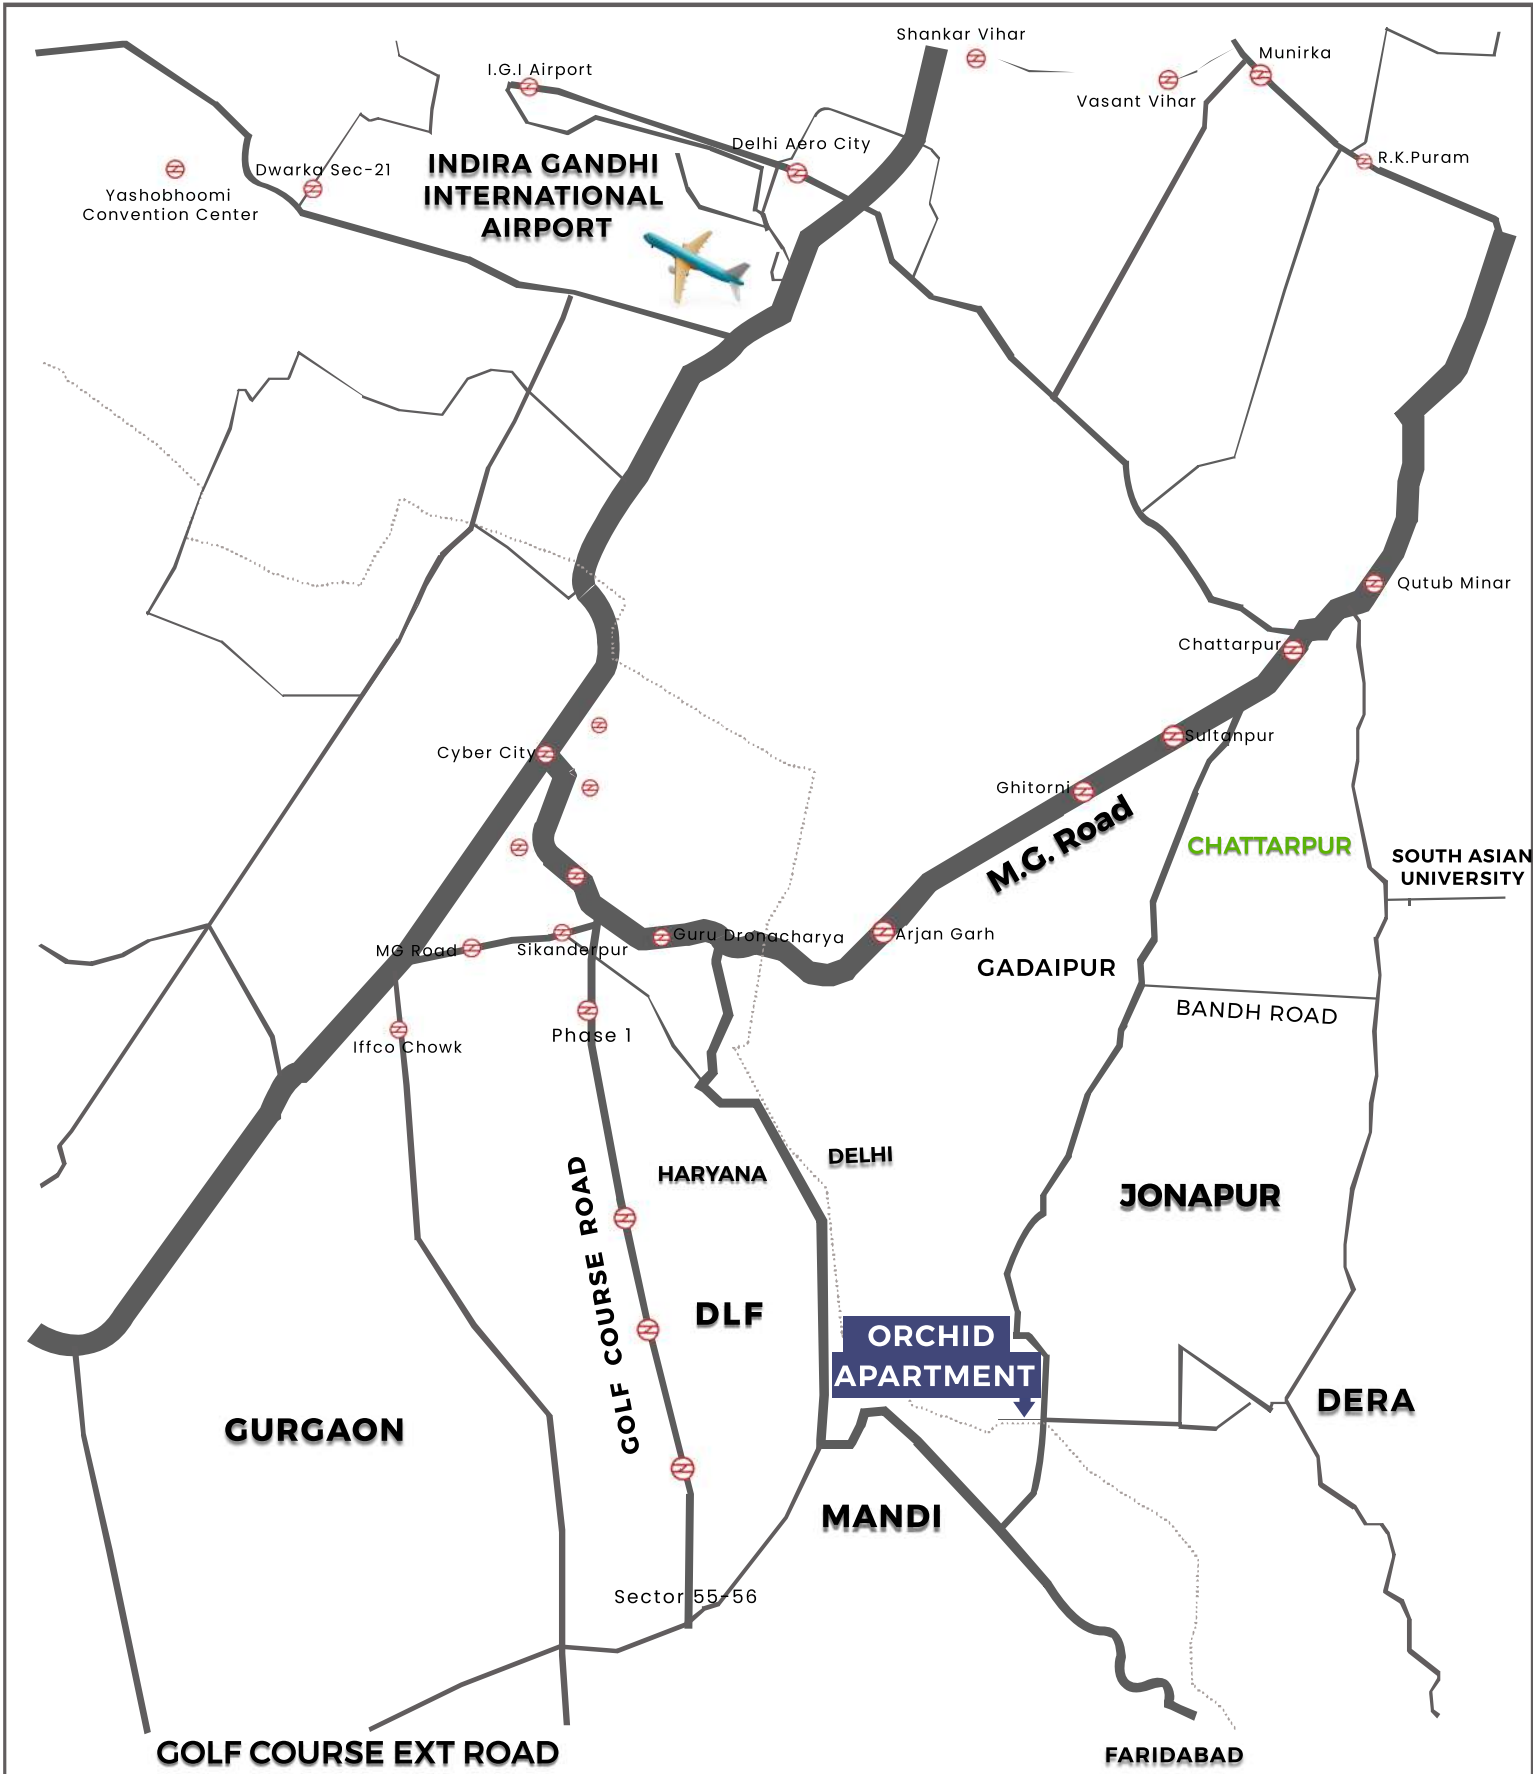 Shankar Vihar
Munirka
I.G.I Airport
Vasant Vihar
Delhi Aero City
R.K.Puram
Dwarka Sec-21
INDIRA GANDHI
INTERNATIONAL
AIRPORT
Yashobhoomi
Convention Center
Qutub Minar
Chattarpur
Sultanpur
Cyber City
Ghitorni
M.G. Road
CHATTARPUR
SOUTH ASIAN
UNIVERSITY
Guru Dronacharya
Arjan Garh
MG Road
Sikanderpur
GADAIPUR
BANDH ROAD
Phase 1
Iffco Chowk
DELHI
HARYANA
JONAPUR
GOLF COURSE ROAD
DLF
ORCHID
APARTMENT
DERA
GURGAON
MANDI
Sector 55-56
GOLF COURSE EXT ROAD
FARIDABAD